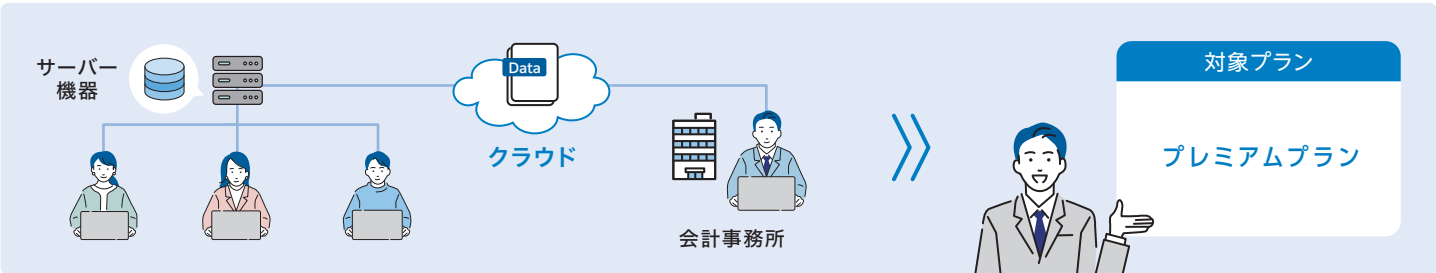 サーバー
機器
Data
クラウド
会計事務所
対象プラン
プレミアムプラン